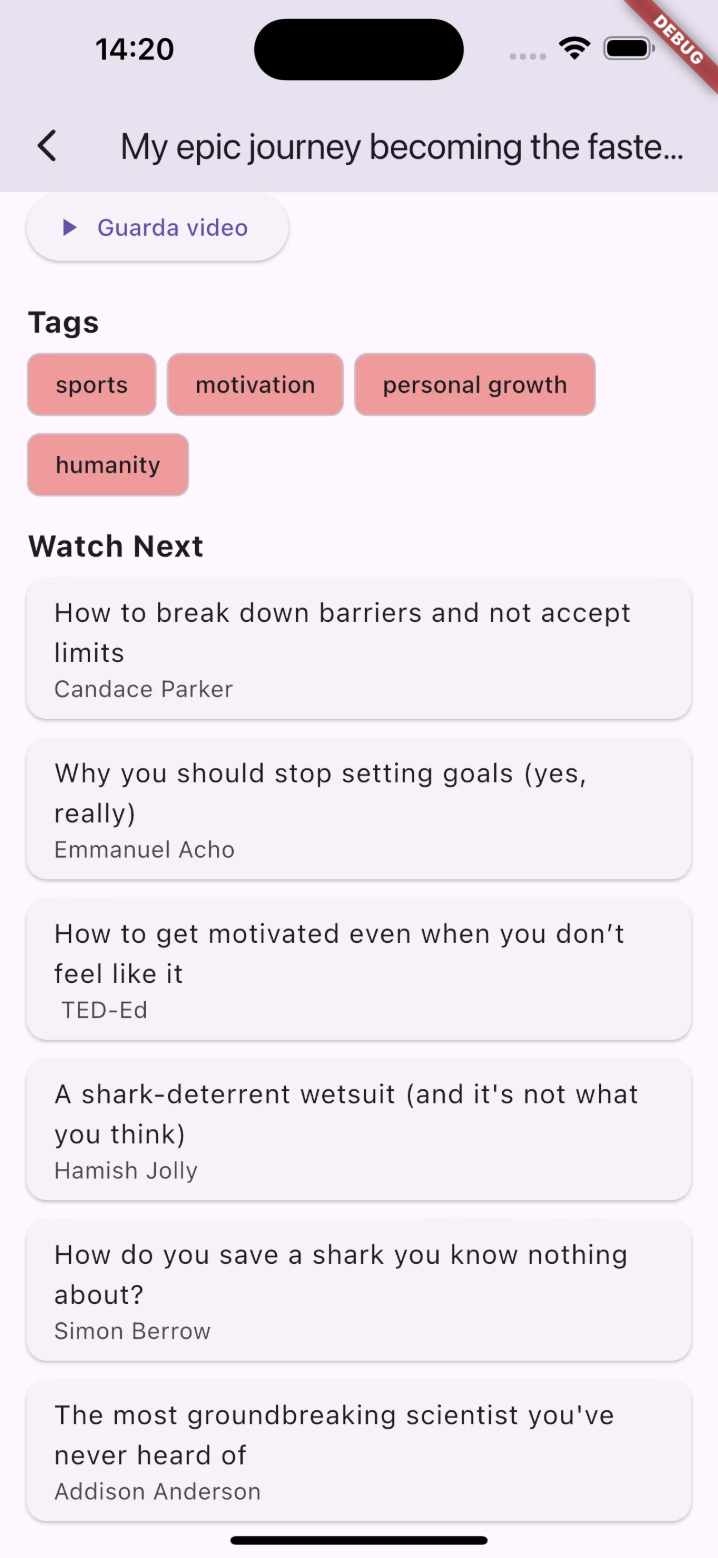 14:20
DEBUG
My epic journey becoming the faste...
Guarda video
Tags
sports motivation personal growth
humanity
Watch Next
How to break down barriers and not accept
limits
Candace Parker
Why you should stop setting goals (yes,
really)
Emmanuel Acho
How to get motivated even when you don’t
feel like it
TED-Ed
A shark-deterrent wetsuit (and it's not what
you think)
Hamish Jolly
How do you save a shark you know nothing
about?
Simon Berrow
The most groundbreaking scientist you've
never heard of
Addison Anderson